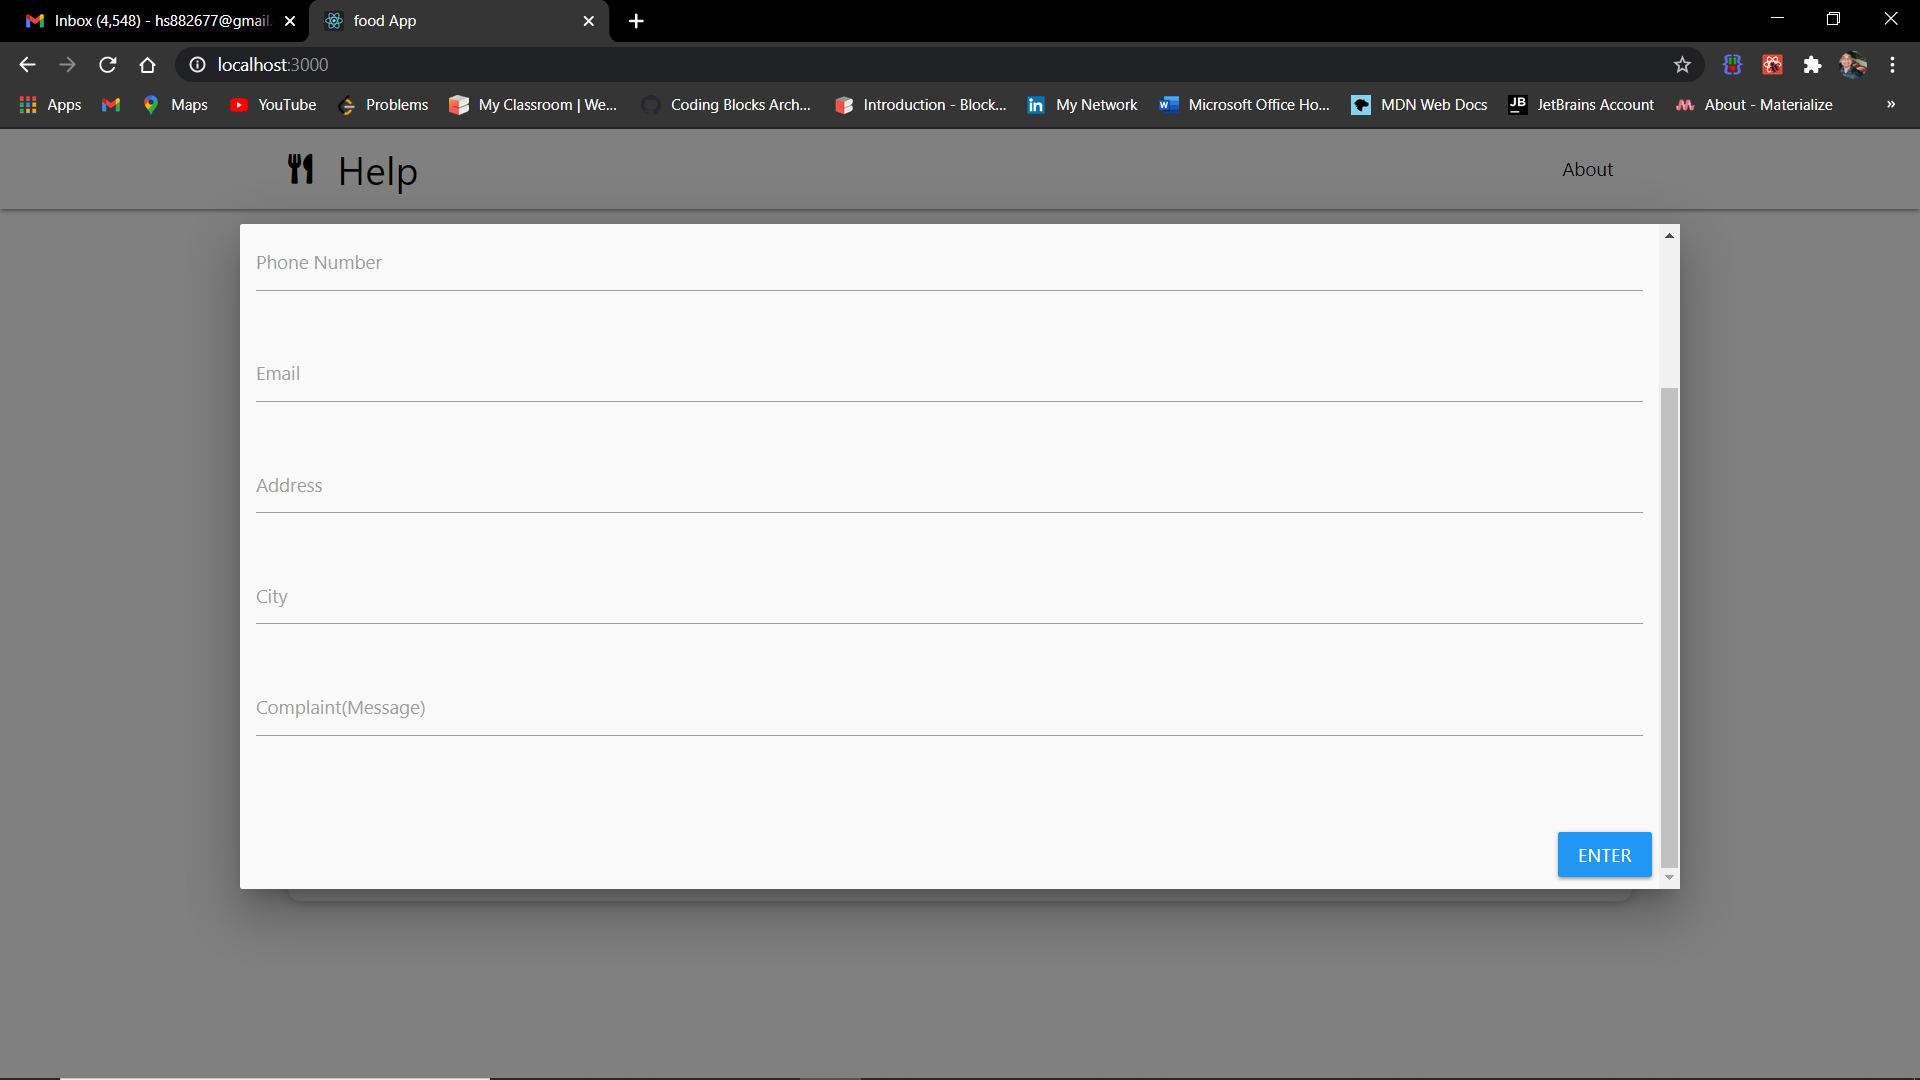 Inbox (4,548) - hs882677@gmail.
food App
localhost:3000
Apps
Maps
YouTube
Problems
My Classroom | We...
Coding Blocks Arch...
Introduction - Block...
My Network
Microsoft Office Ho...
MDN Web Docs
JB JetBrains Account
About - Materialize
»
Help
About
Phone Number
Email
Address
City
Complaint(Message)
ENTER